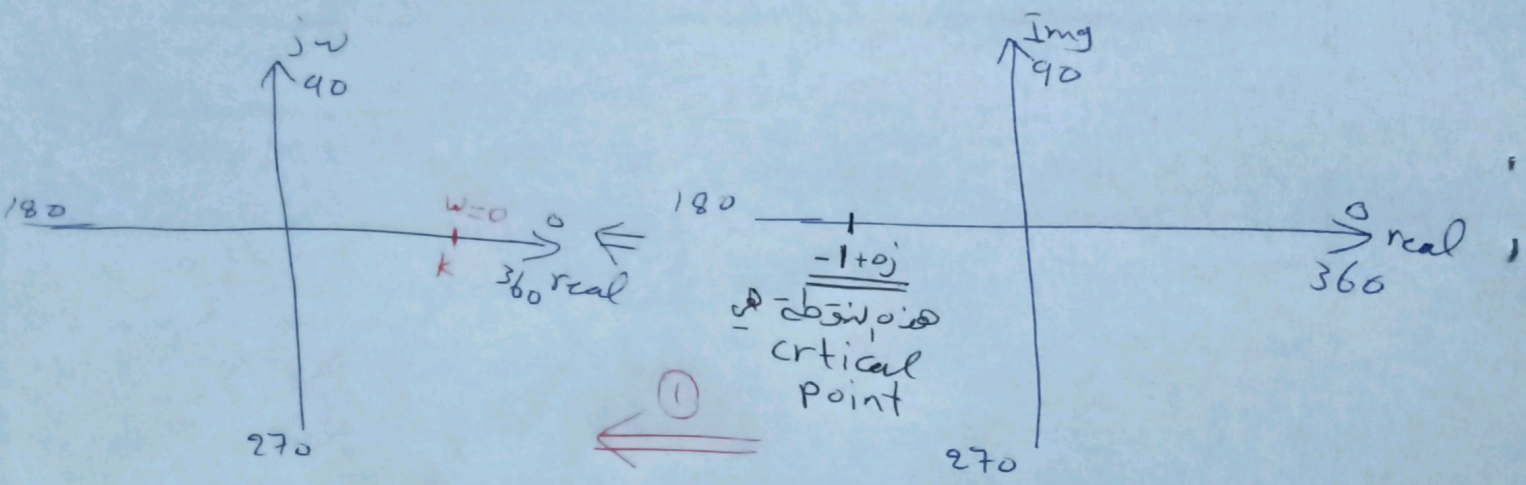 jw
90
180
w=0
0
k
360 real
270
①
Img
90
180
0
real
360
-1+oj
هذه النقطة هي
crtical
point
270